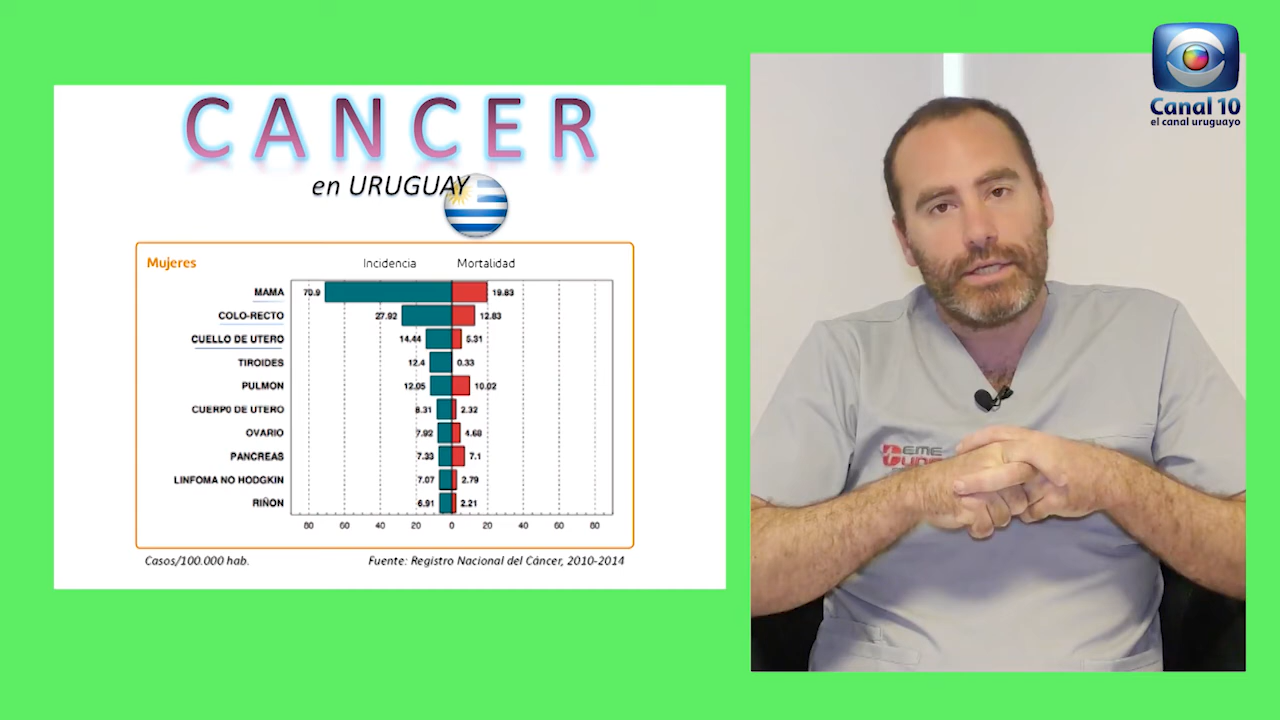 CANCER
en URUGUAY
Mujeres
Incidencia Mortalidad
MAMA 70.9 19.83
COLO-RECTO 27.92 12.83
CUELLO DE UTERO 14.44 5.31
TIROIDES 12.4 0.33
PULMON 12.05 10.02
CUERPO DE UTERO 8.31 2.32
OVARIO 7.92 4.68
PANCREAS 7.33 7.1
LINFOMA NO HODGKIN 7.07 2.79
RIÑON 6.91 2.21
80 60 40 20 0 20 40 60 80
Casos/100.000 hab. Fuente: Registro Nacional del Cáncer, 2010-2014
Canal 10
el canal uruguayo
EME